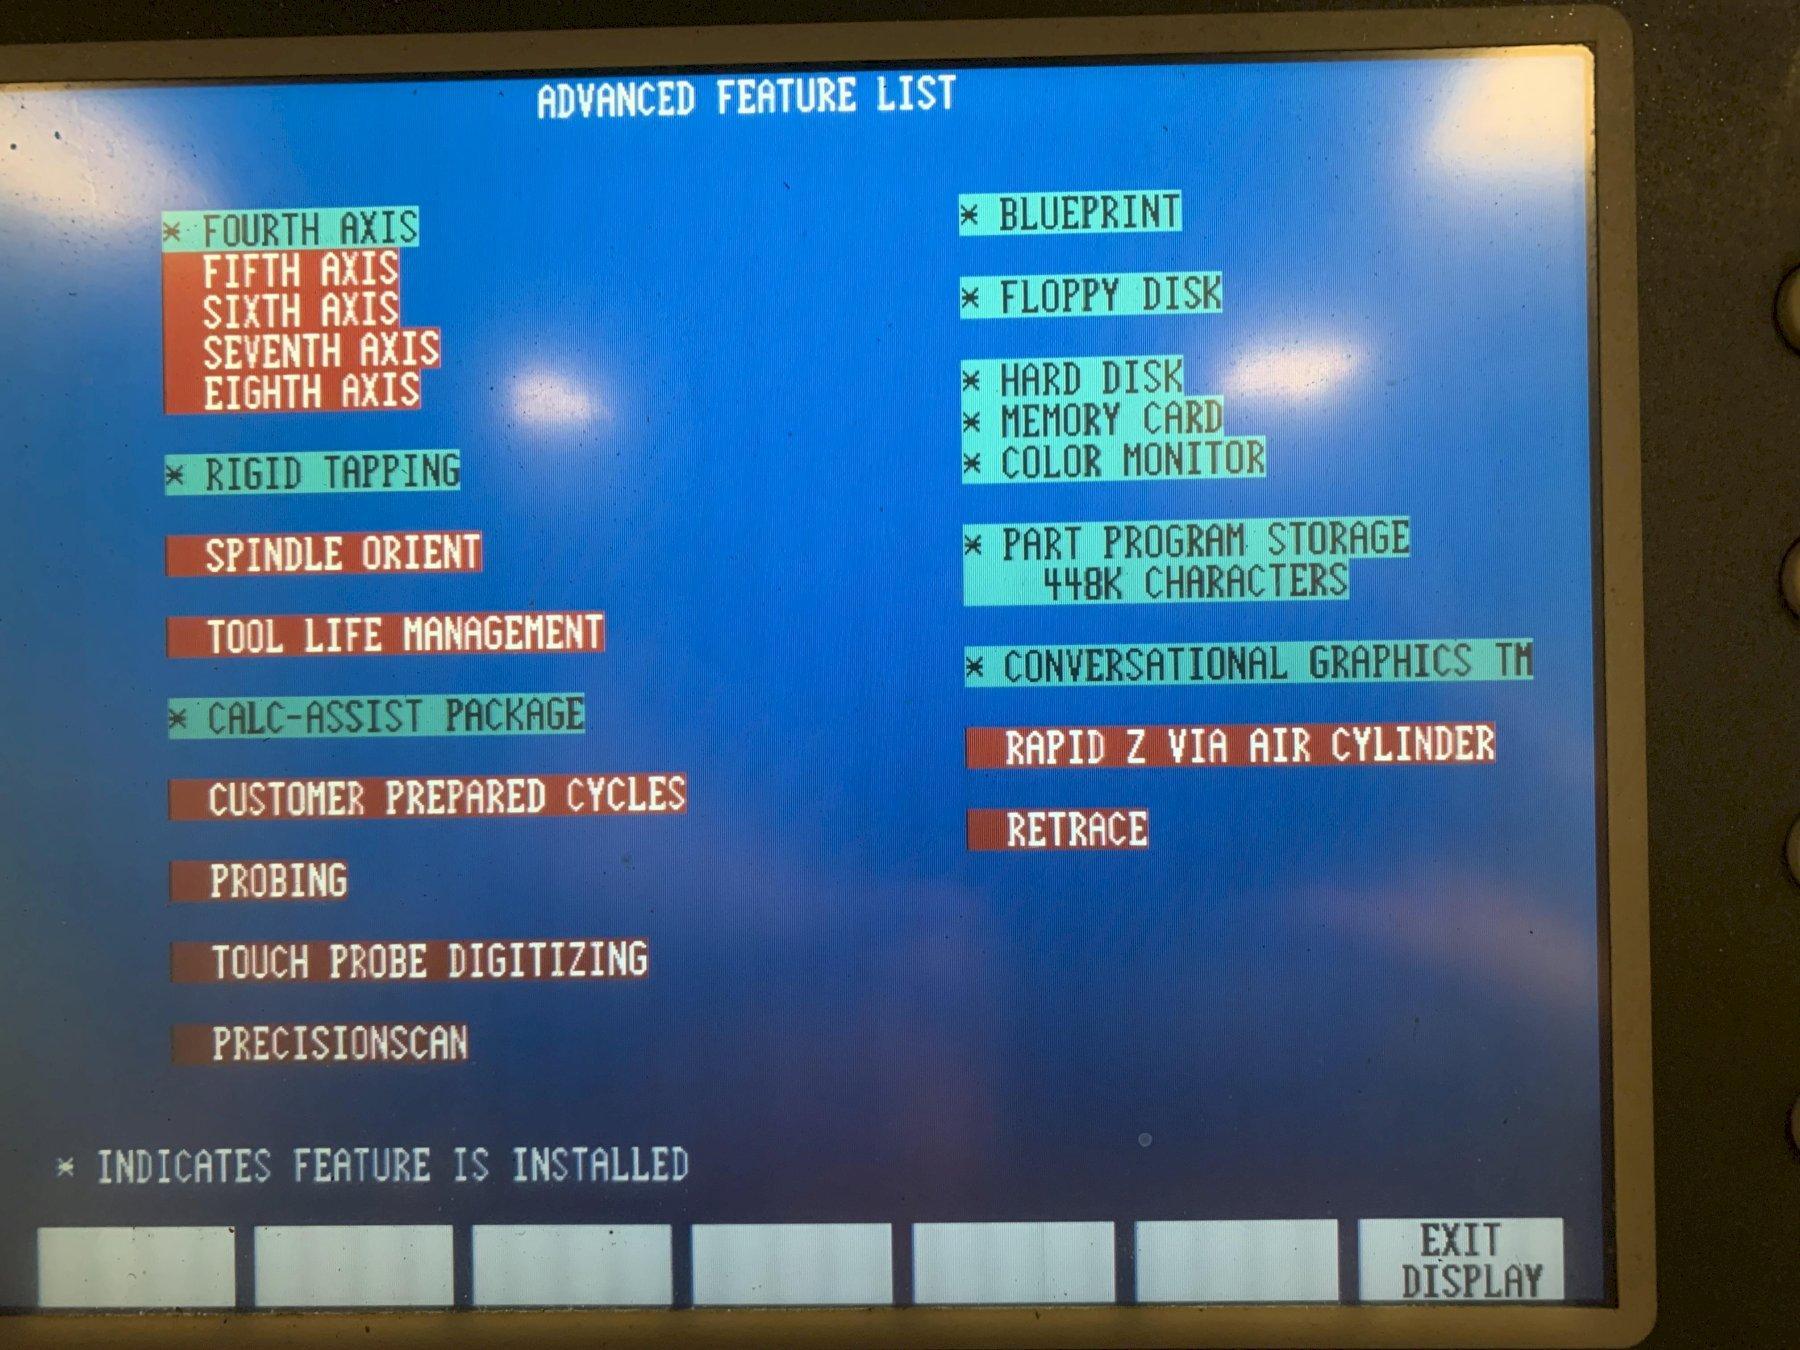 ADVANCED FEATURE LIST
* FOURTH AXIS
FIFTH AXIS
SIXTH AXIS
SEVENTH AXIS
EIGHTH AXIS
* RIGID TAPPING
SPINDLE ORIENT
TOOL LIFE MANAGEMENT
* CALC-ASSIST PACKAGE
CUSTOMER PREPARED CYCLES
PROBING
TOUCH PROBE DIGITIZING
PRECISIONSCAN
* BLUEPRINT
* FLOPPY DISK
* HARD DISK
* MEMORY CARD
* COLOR MONITOR
* PART PROGRAM STORAGE
448K CHARACTERS
* CONVERSATIONAL GRAPHICS TM
RAPID Z VIA AIR CYLINDER
RETRACE
* INDICATES FEATURE IS INSTALLED
EXIT
DISPLAY